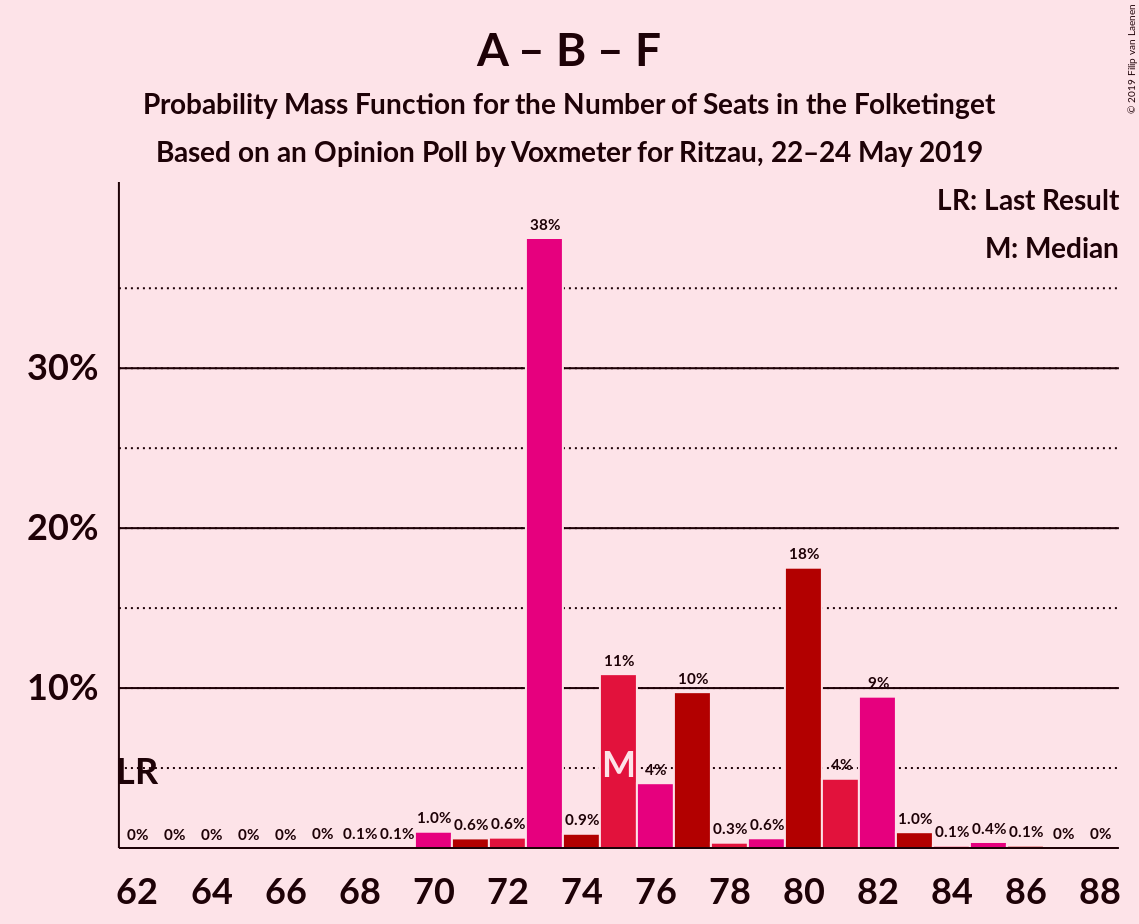 A – B – F
Probability Mass Function for the Number of Seats in the Folketinget
Based on an Opinion Poll by Voxmeter for Ritzau, 22–24 May 2019
© 2019 Filip van Laenen
LR: Last Result
M: Median
38%
30%
20%
18%
11%
10%
10%
9%
LR
M
4%
4%
0% 0% 0% 0% 0% 0% 0.1% 0.1% 1.0% 0.6% 0.6% 0.9% 0.3% 0.6% 1.0% 0.1% 0.4% 0.1% 0% 0%
62 64 66 68 70 72 74 76 78 80 82 84 86 88